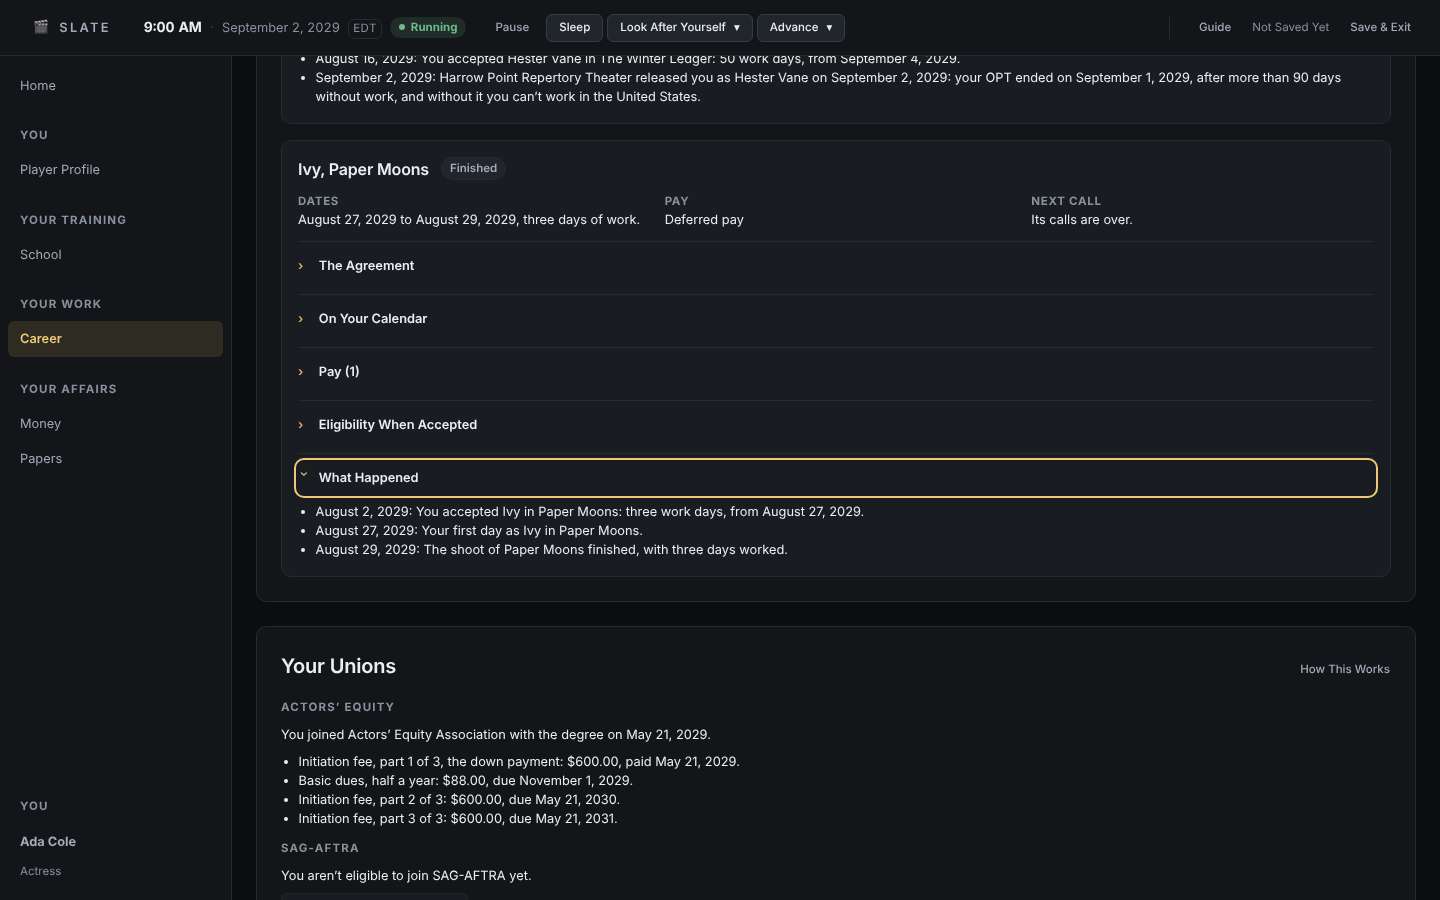 SLATE
9:00 AM · September 2, 2029 EDT Running
Pause
Sleep
Look After Yourself ▾
Advance ▾
Guide
Not Saved Yet
Save & Exit
Home
YOU
Player Profile
YOUR TRAINING
School
YOUR WORK
Career
YOUR AFFAIRS
Money
Papers
YOU
Ada Cole
Actress
• August 16, 2029: You accepted Hester Vane in The Winter Ledger: 50 work days, from September 4, 2029.
• September 2, 2029: Harrow Point Repertory Theater released you as Hester Vane on September 2, 2029: your OPT ended on September 1, 2029, after more than 90 days
without work, and without it you can’t work in the United States.
Ivy, Paper Moons Finished
DATES
August 27, 2029 to August 29, 2029, three days of work.
PAY
Deferred pay
NEXT CALL
Its calls are over.
› The Agreement
› On Your Calendar
› Pay (1)
› Eligibility When Accepted
What Happened
• August 2, 2029: You accepted Ivy in Paper Moons: three work days, from August 27, 2029.
• August 27, 2029: Your first day as Ivy in Paper Moons.
• August 29, 2029: The shoot of Paper Moons finished, with three days worked.
Your Unions
How This Works
ACTORS’ EQUITY
You joined Actors’ Equity Association with the degree on May 21, 2029.
• Initiation fee, part 1 of 3, the down payment: $600.00, paid May 21, 2029.
• Basic dues, half a year: $88.00, due November 1, 2029.
• Initiation fee, part 2 of 3: $600.00, due May 21, 2030.
• Initiation fee, part 3 of 3: $600.00, due May 21, 2031.
SAG-AFTRA
You aren’t eligible to join SAG-AFTRA yet.